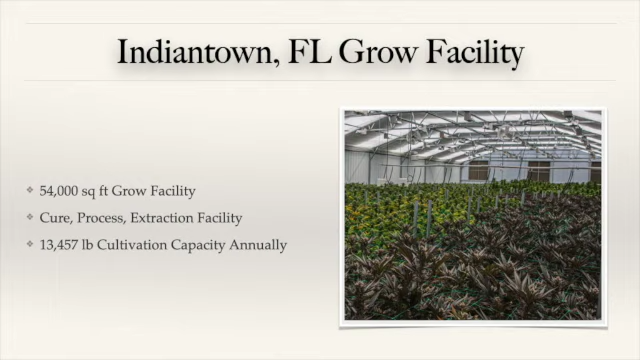 Indiantown, FL Grow Facility
54,000 sq ft Grow Facility
Cure, Process, Extraction Facility
13,457 lb Cultivation Capacity Annually